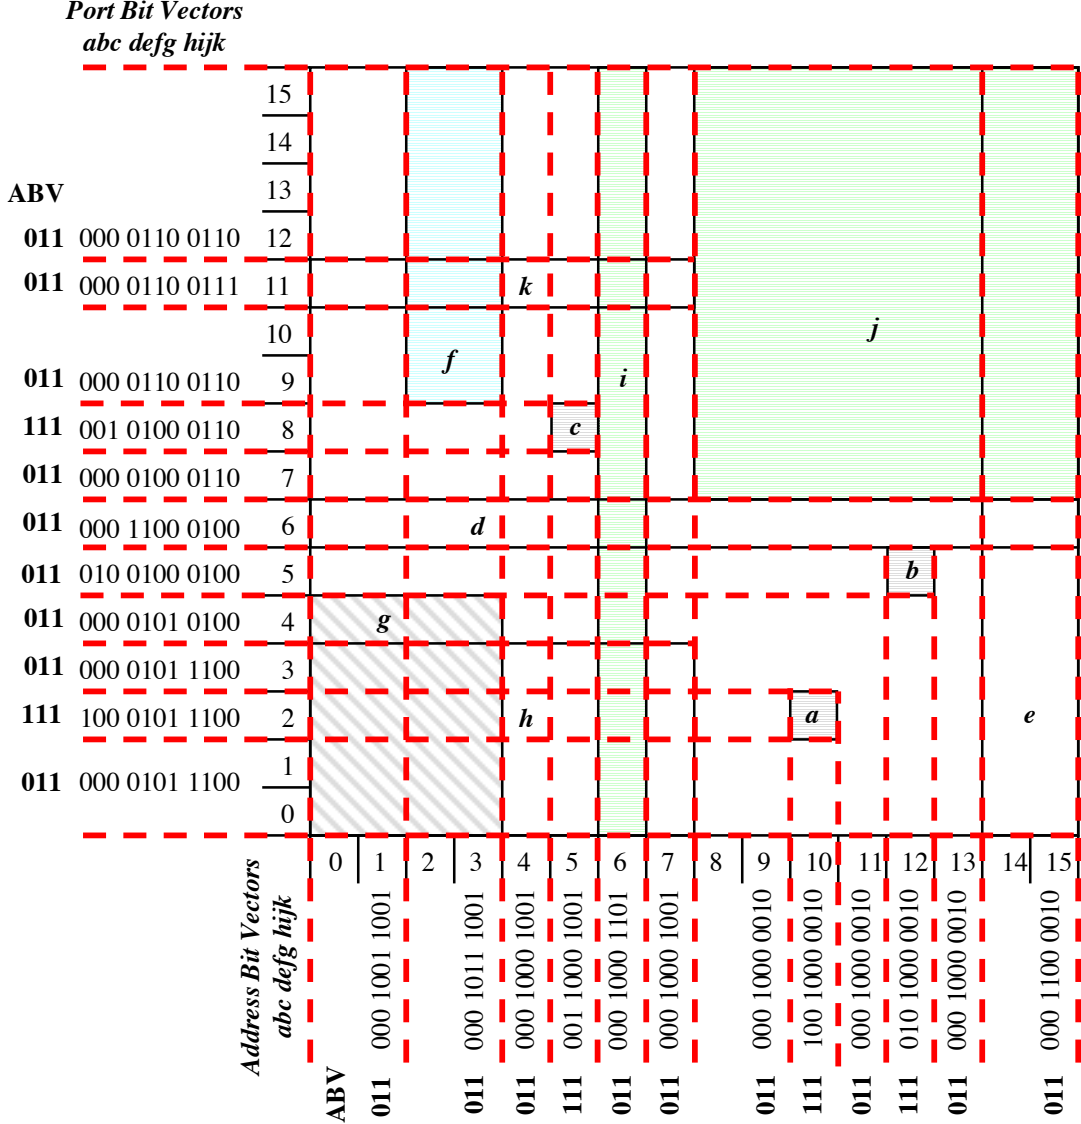 Port Bit Vectors
abc defg hijk
15
14
ABV
13
011 000 0110 0110 12
011 000 0110 0111 11
k
10
j
f
i
011 000 0110 0110 9
111 001 0100 0110 8
c
011 000 0100 0110 7
011 000 1100 0100 6
d
011 010 0100 0100 5
b
011 000 0101 0100 4
g
011 000 0101 1100 3
111 100 0101 1100 2
h
a
e
011 000 0101 1100 1
0
0 1 2 3 4 5 6 7 8 9 10 11 12 13 14 15
Address Bit Vectors
abc defg hijk
ABV
000 1001 1001 011
000 1011 1001 011
000 1000 1001 011
001 1000 1001 111
000 1000 1101 011
000 1000 1001 011
000 1000 0010 011
100 1000 0010 111
000 1000 0010 011
010 1000 0010 111
000 1000 0010 011
000 1100 0010 011